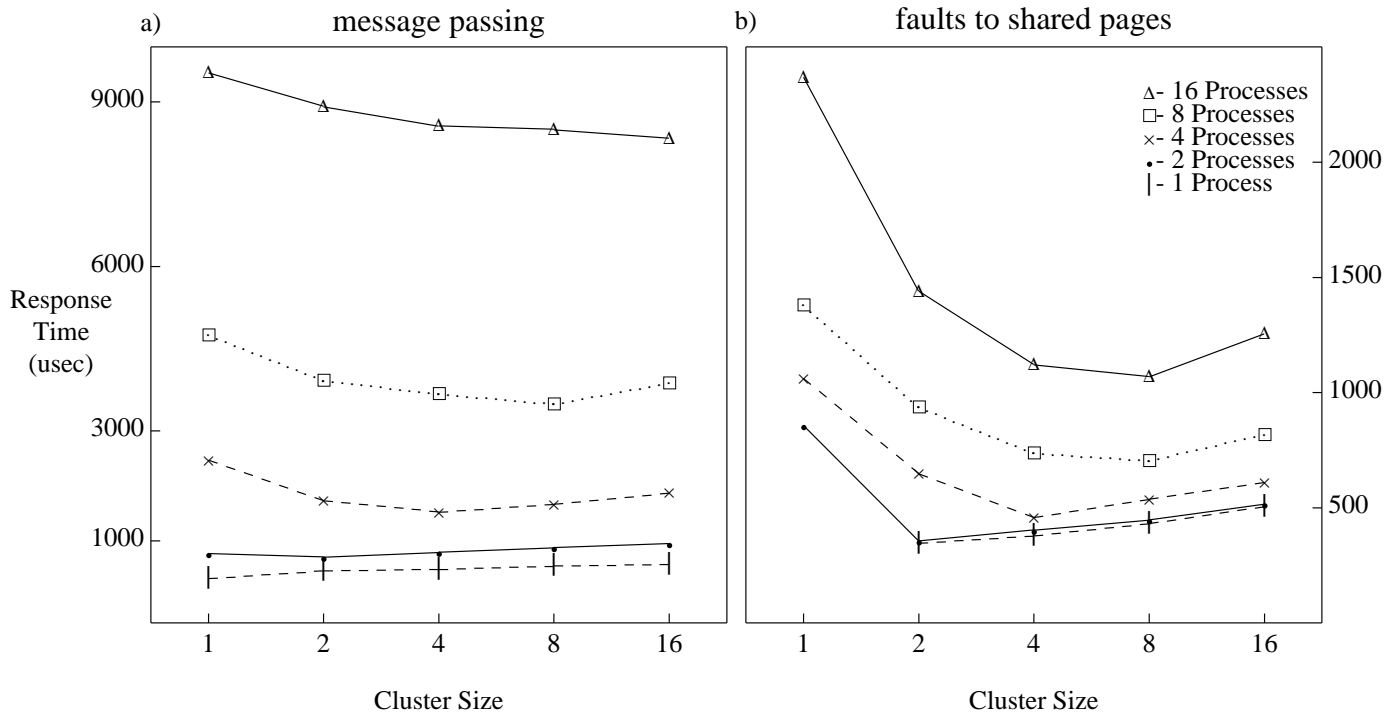 a)
message passing
b)
faults to shared pages
9000
6000
3000
1000
Response
Time
(usec)
1
2
4
8
16
Cluster Size
- 16 Processes
- 8 Processes
- 4 Processes
- 2 Processes
- 1 Process
2000
1500
1000
500
1
2
4
8
16
Cluster Size